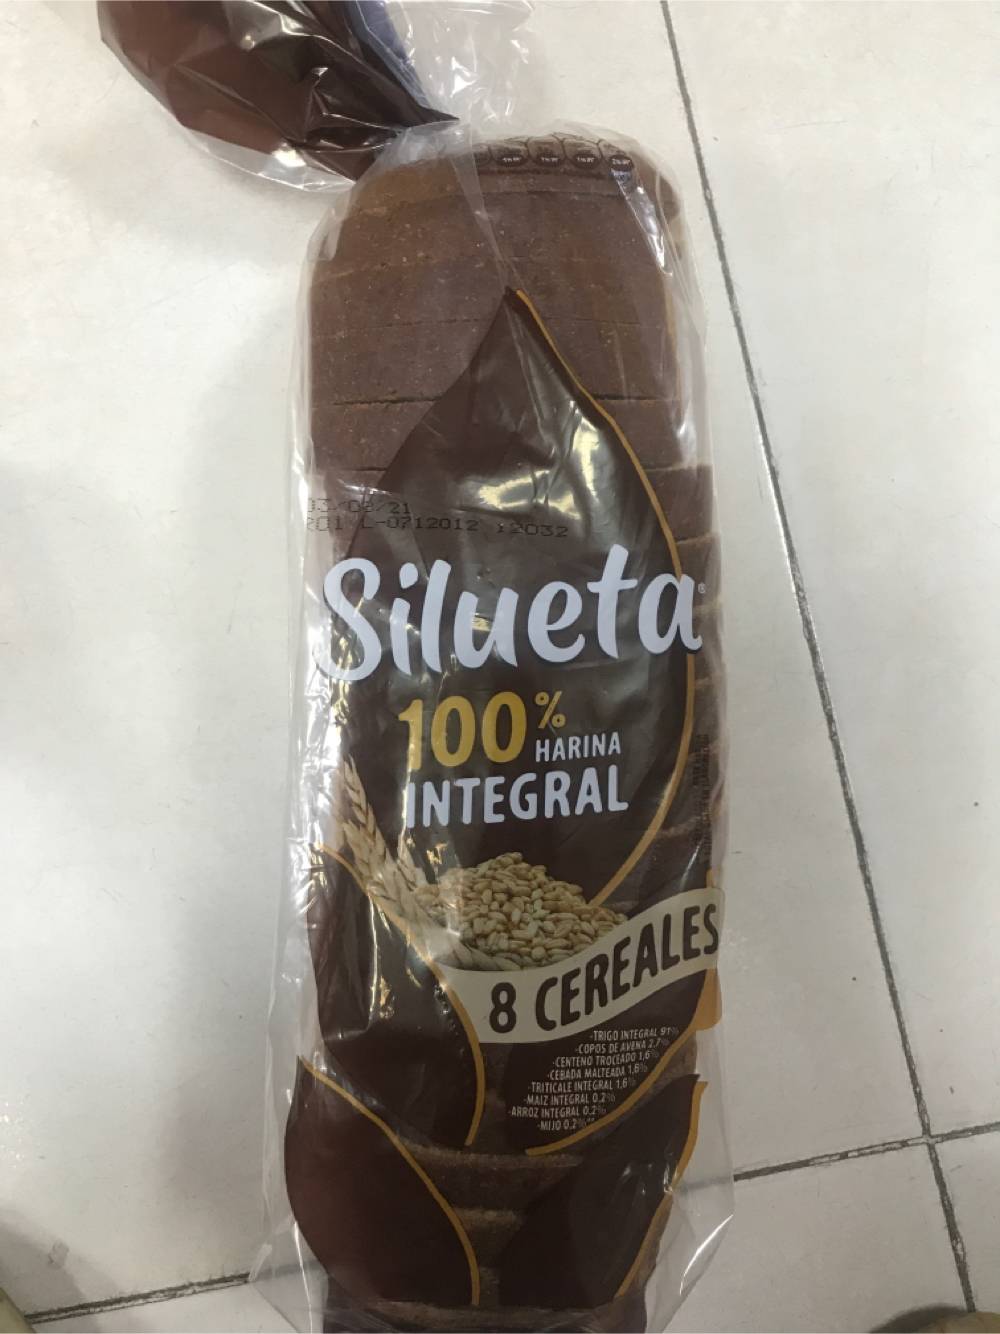 03/03/21
201 L-0712012 12032
Silueta®
100%
HARINA
INTEGRAL
8 CEREALES
-TRIGO INTEGRAL 91%
-COPOS DE AVENA 2,7%
-CENTENO TROCEADO 1,6%
-CEBADA MALTEADA 1,6%
-TRITICALE INTEGRAL 1,6%
-MAIZ INTEGRAL 0.2%
-ARROZ INTEGRAL 0.2%
-MIJO 0.2%